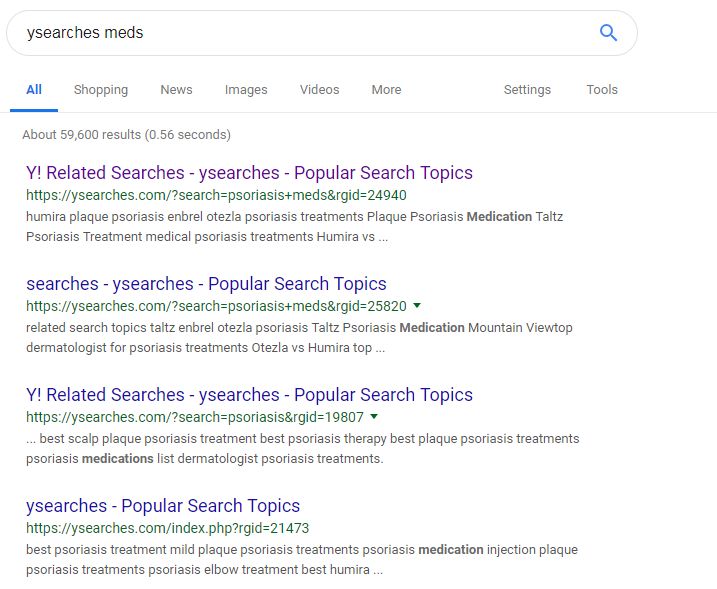 ysearches meds
All Shopping News Images Videos More Settings Tools
About 59,600 results (0.56 seconds)
Y! Related Searches - ysearches - Popular Search Topics
https://ysearches.com/?search=psoriasis+meds&rgid=24940
humira plaque psoriasis enbrel otezla psoriasis treatments Plaque Psoriasis Medication Taltz
Psoriasis Treatment medical psoriasis treatments Humira vs ...
searches - ysearches - Popular Search Topics
https://ysearches.com/?search=psoriasis+meds&rgid=25820
related search topics taltz enbrel otezla psoriasis Taltz Psoriasis Medication Mountain Viewtop
dermatologist for psoriasis treatments Otezla vs Humira top ...
Y! Related Searches - ysearches - Popular Search Topics
https://ysearches.com/?search=psoriasis&rgid=19807
... best scalp plaque psoriasis treatment best psoriasis therapy best plaque psoriasis treatments
psoriasis medications list dermatologist psoriasis treatments.
ysearches - Popular Search Topics
https://ysearches.com/index.php?rgid=21473
best psoriasis treatment mild plaque psoriasis treatments psoriasis medication injection plaque
psoriasis treatments psoriasis elbow treatment best humira ...